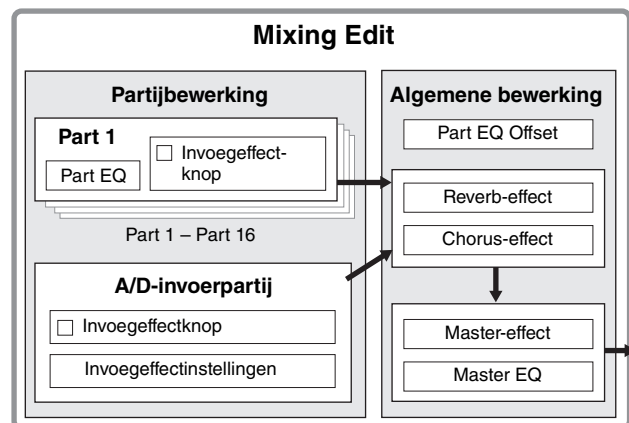 Mixing Edit
Partijbewerking
Part 1
Part EQ
Invoegeffect-
knop
Part 1 – Part 16
A/D-invoerpartij
Invoegeffectknop
Invoegeffectinstellingen
Algemene bewerking
Part EQ Offset
Reverb-effect
Chorus-effect
Master-effect
Master EQ